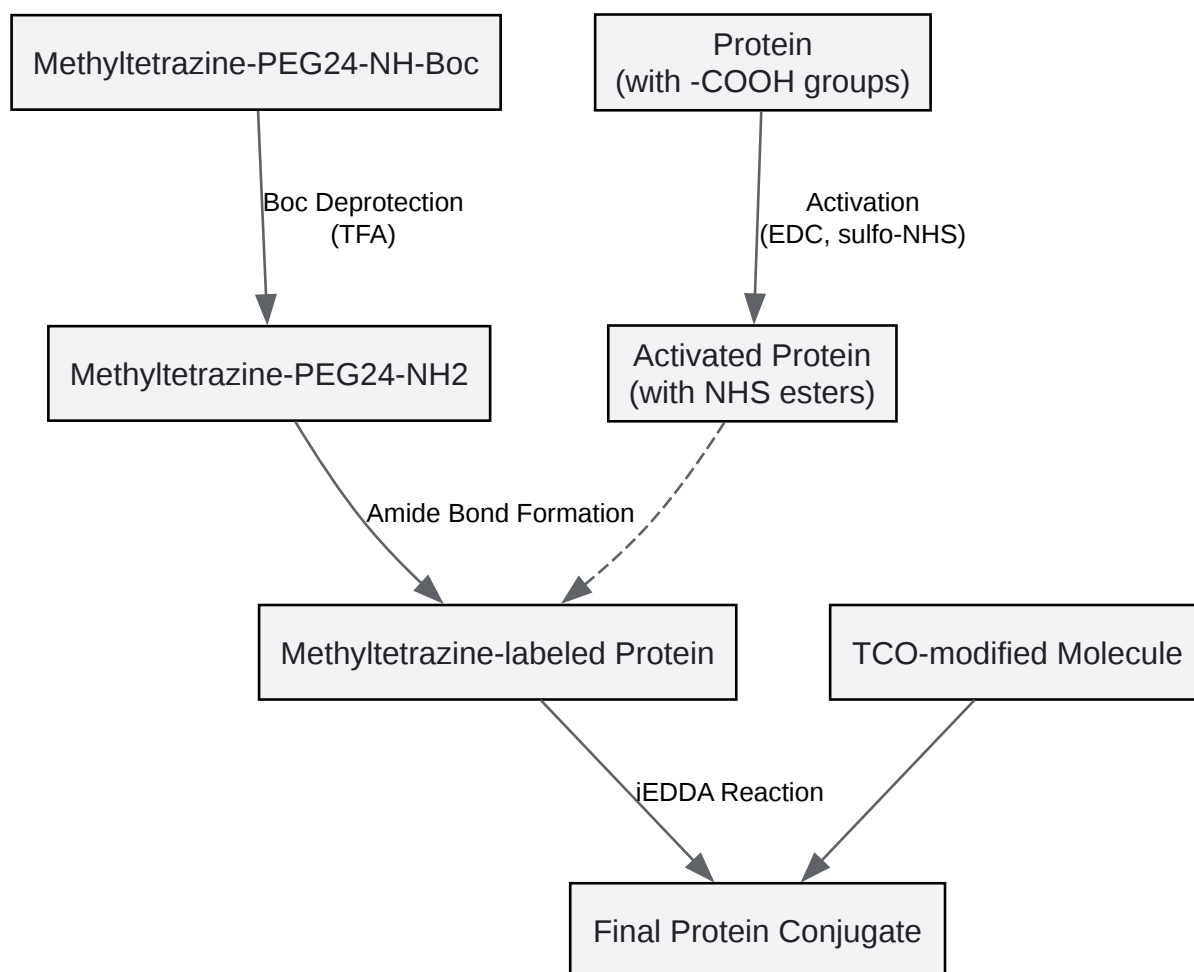 Methyltetrazine-PEG24-NH-Boc
Protein
(with -COOH groups)
Boc Deprotection
(TFA)
Activation
(EDC, sulfo-NHS)
Methyltetrazine-PEG24-NH2
Activated Protein
(with NHS esters)
Amide Bond Formation
Methyltetrazine-labeled Protein
TCO-modified Molecule
iEDDA Reaction
Final Protein Conjugate